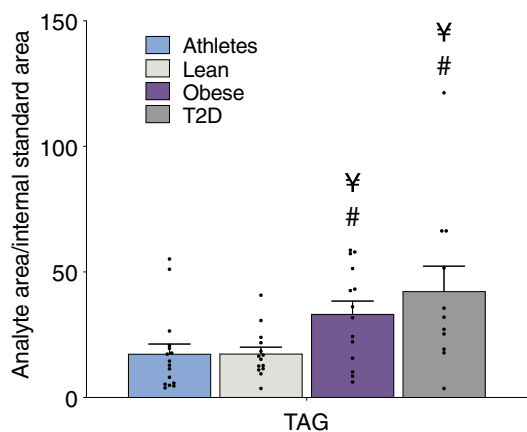 150
100
50
0
Analyte area/internal standard area
Athletes
Lean
Obese
T2D
¥
#
¥
#
TAG